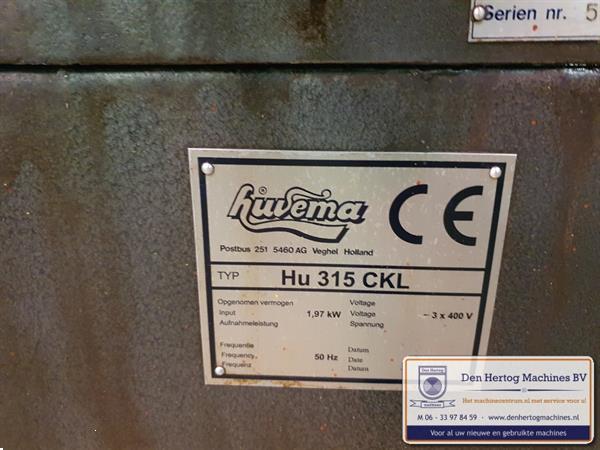 Serien nr. 5
huvema
CE
Postbus 251 5460 AG Veghel Holland
TYP Hu 315 CKL
Opgenomen vermogen Voltage
Input 1,97 kW Voltage ~ 3 x 400 V
Aufnahmeleistung Spannung
Frequentie Datum
Frequency 50 Hz Date
Frequenz Datum
Den Hertog Machines BV
Het machinecentrum.nl met service voor u!
M 06 - 33 97 84 59 • www.denhertogmachines.nl
Voor al uw nieuwe en gebruikte machines